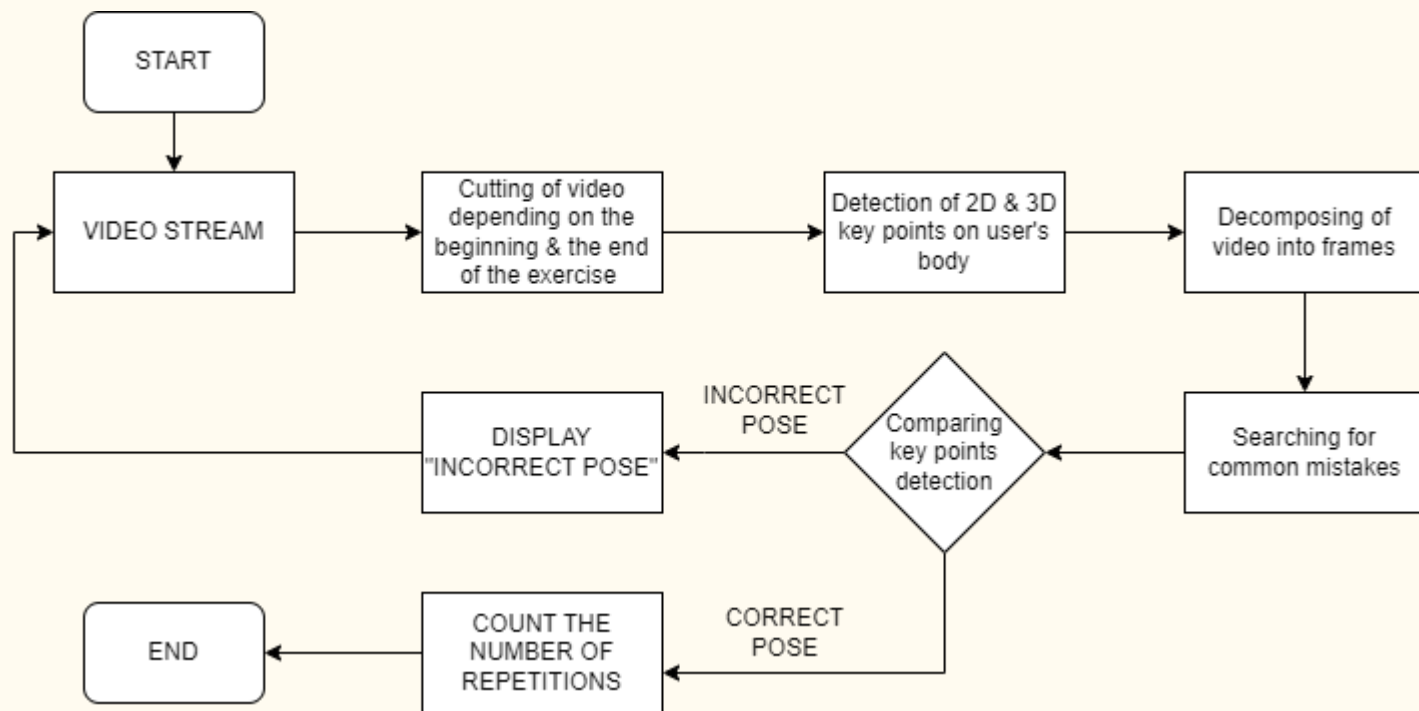 START
VIDEO STREAM
Cutting of video
depending on the
beginning & the end
of the exercise
Detection of 2D & 3D
key points on user's
body
Decomposing of
video into frames
Searching for
common mistakes
Comparing
key points
detection
INCORRECT
POSE
DISPLAY
"INCORRECT POSE"
CORRECT
POSE
COUNT THE
NUMBER OF
REPETITIONS
END